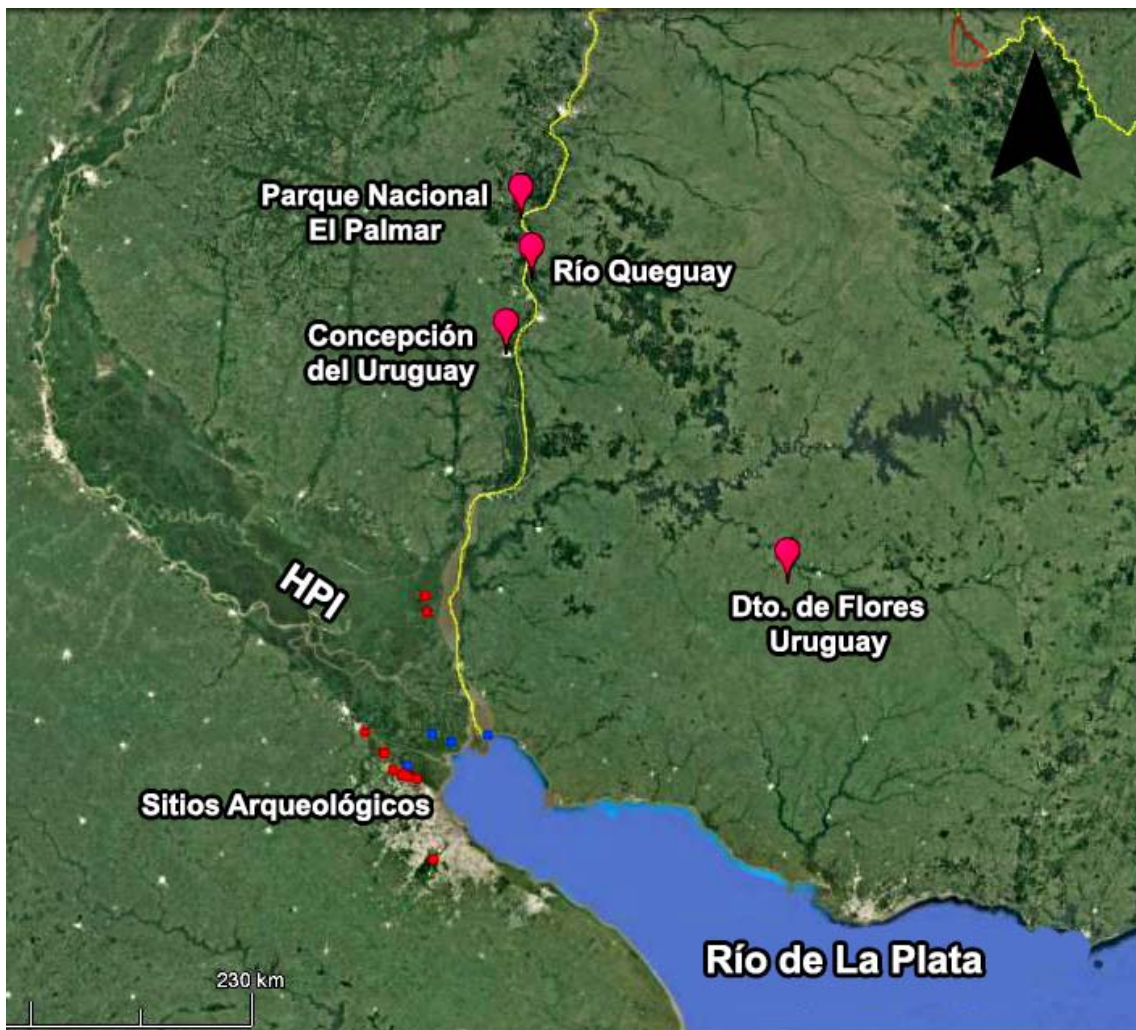 Parque Nacional
El Palmar
Río Queguay
Concepción
del Uruguay
HPI
Dto. de Flores
Uruguay
Sitios Arqueológicos
Río de La Plata
230 km